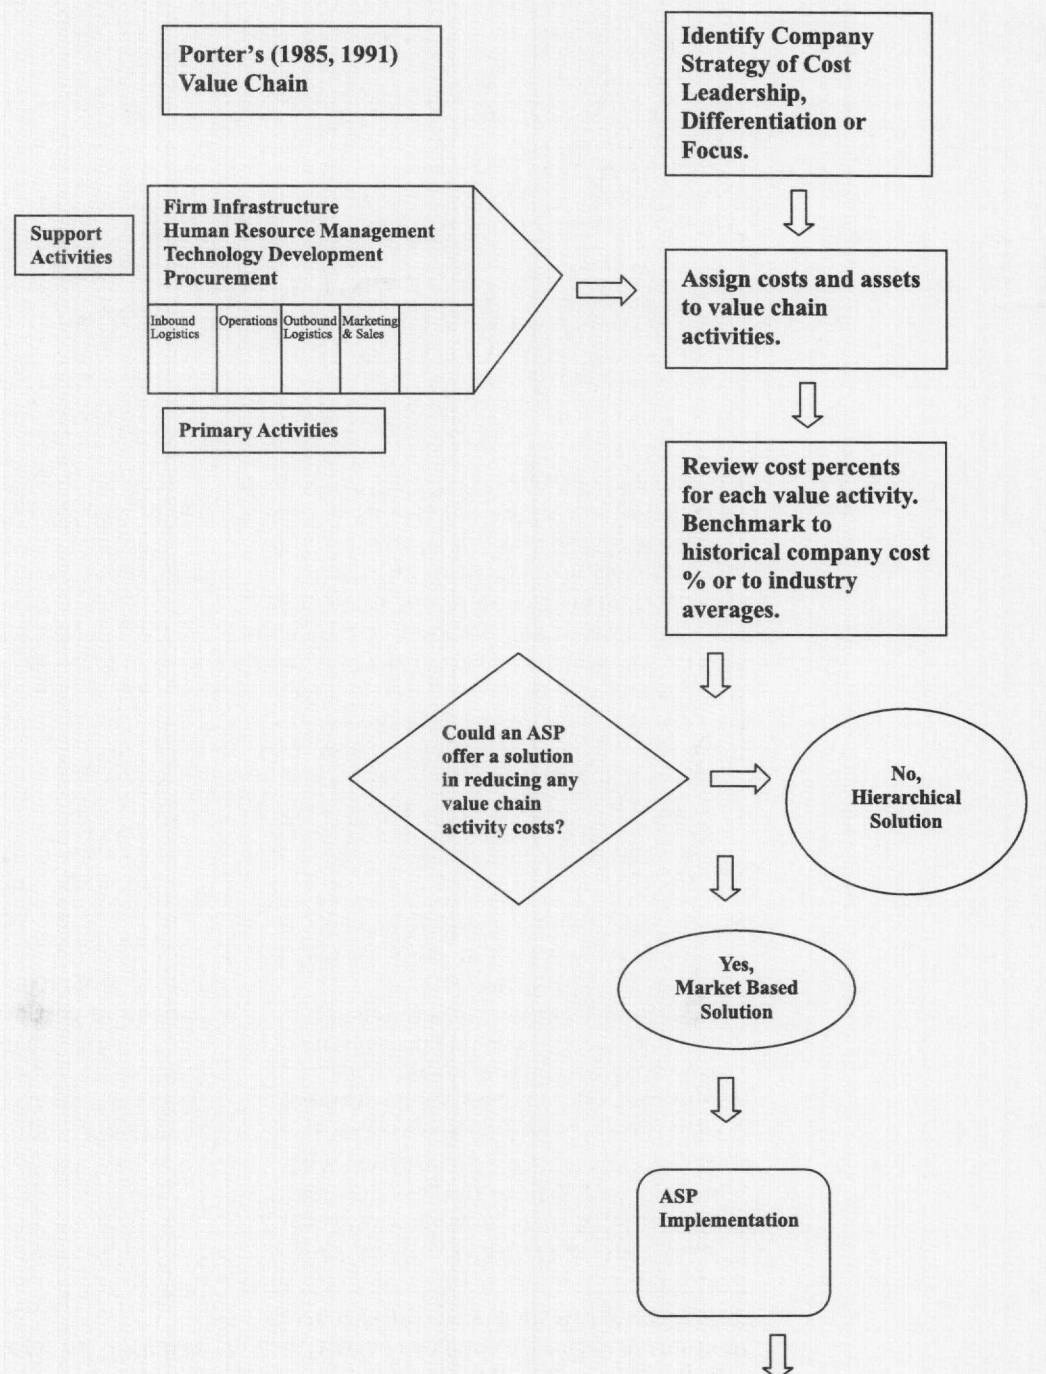 Porter's (1985, 1991)
Value Chain
Identify Company
Strategy of Cost
Leadership,
Differentiation or
Focus.
Support
Activities
Firm Infrastructure
Human Resource Management
Technology Development
Procurement
Inbound
Logistics
Operations
Outbound
Logistics
Marketing
& Sales
Primary Activities
Assign costs and assets
to value chain
activities.
Review cost percents
for each value activity.
Benchmark to
historical company cost
% or to industry
averages.
Could an ASP
offer a solution
in reducing any
value chain
activity costs?
No,
Hierarchical
Solution
Yes,
Market Based
Solution
ASP
Implementation